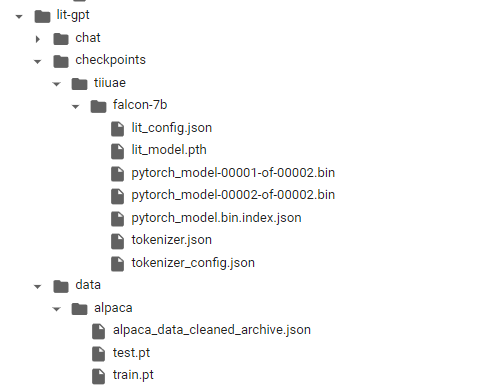 lit-gpt
chat
checkpoints
tiiuae
falcon-7b
lit_config.json
lit_model.pth
pytorch_model-00001-of-00002.bin
pytorch_model-00002-of-00002.bin
pytorch_model.bin.index.json
tokenizer.json
tokenizer_config.json
data
alpaca
alpaca_data_cleaned_archive.json
test.pt
train.pt